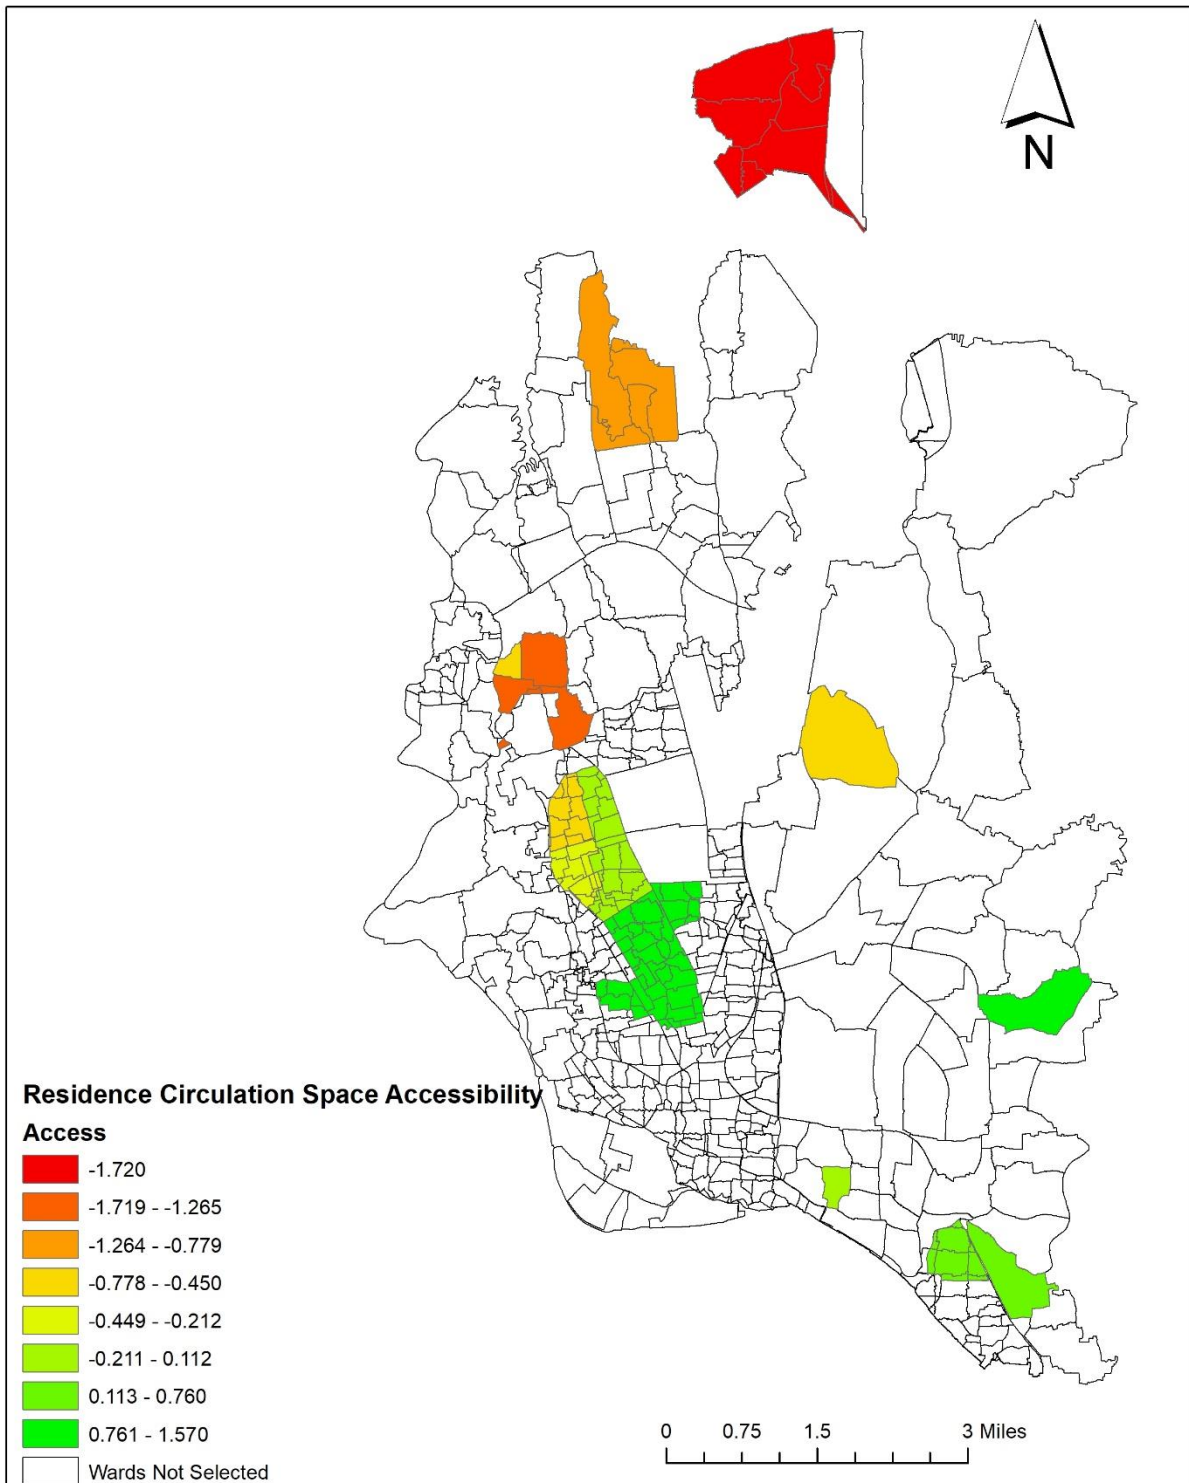 N
Residence Circulation Space Accessibility
Access
-1.720
-1.719 - -1.265
-1.264 - -0.779
-0.778 - -0.450
-0.449 - -0.212
-0.211 - 0.112
0.113 - 0.760
0.761 - 1.570
Wards Not Selected
0 0.75 1.5 3 Miles